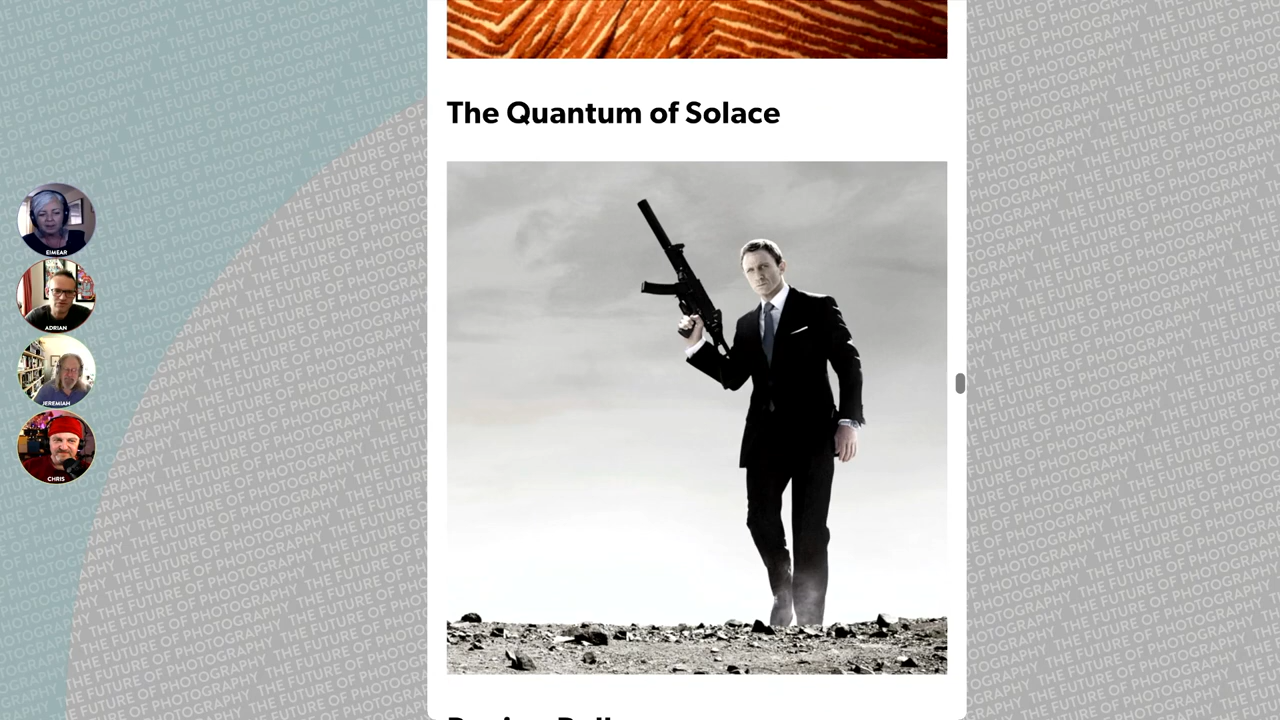 The Quantum of Solace
EIMEAR
ADRIAN
JEREMIAH
CHRIS
THE FUTURE OF PHOTOGRAPHY